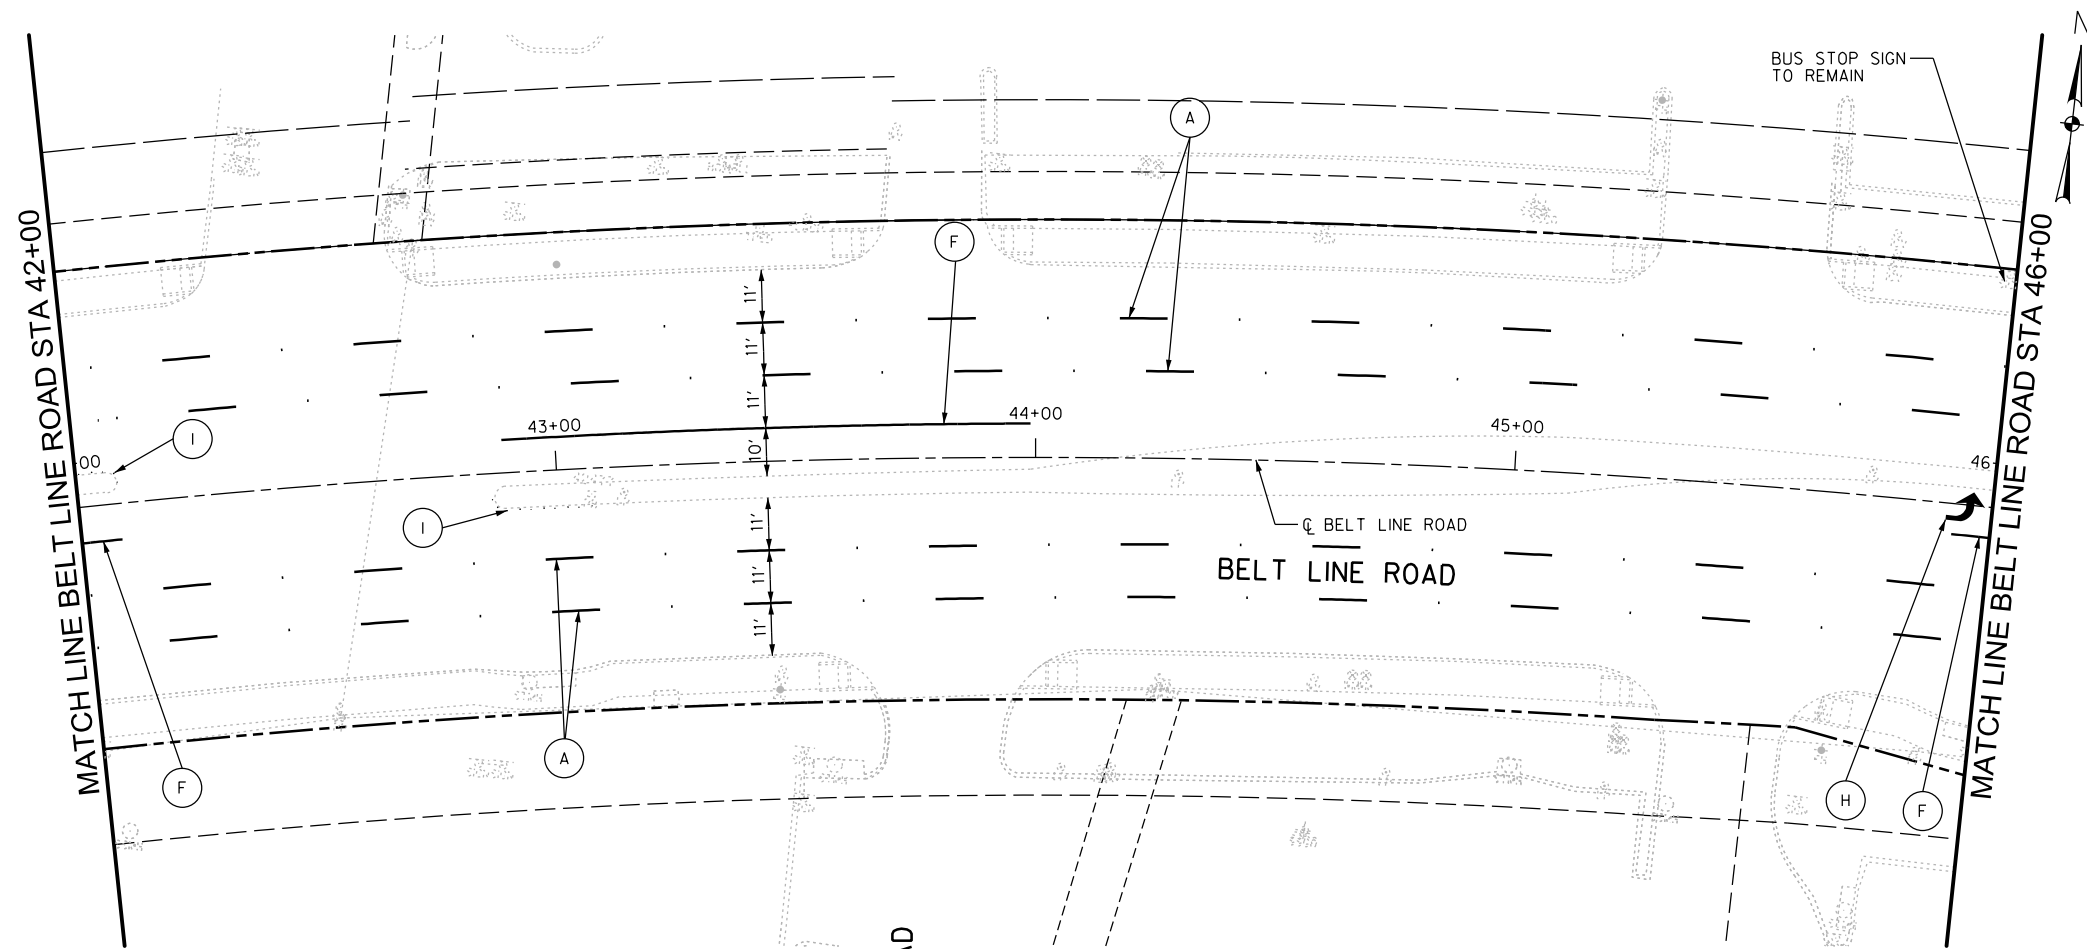 N
BUS STOP SIGN
TO REMAIN
A
F
MATCH LINE BELT LINE ROAD STA 42+00
MATCH LINE BELT LINE ROAD STA 46+00
11'
11'
11'
10'
43+00
44+00
45+00
46
00
I
I
11'
11'
11'
℄ BELT LINE ROAD
BELT LINE ROAD
F
A
H
F
AD